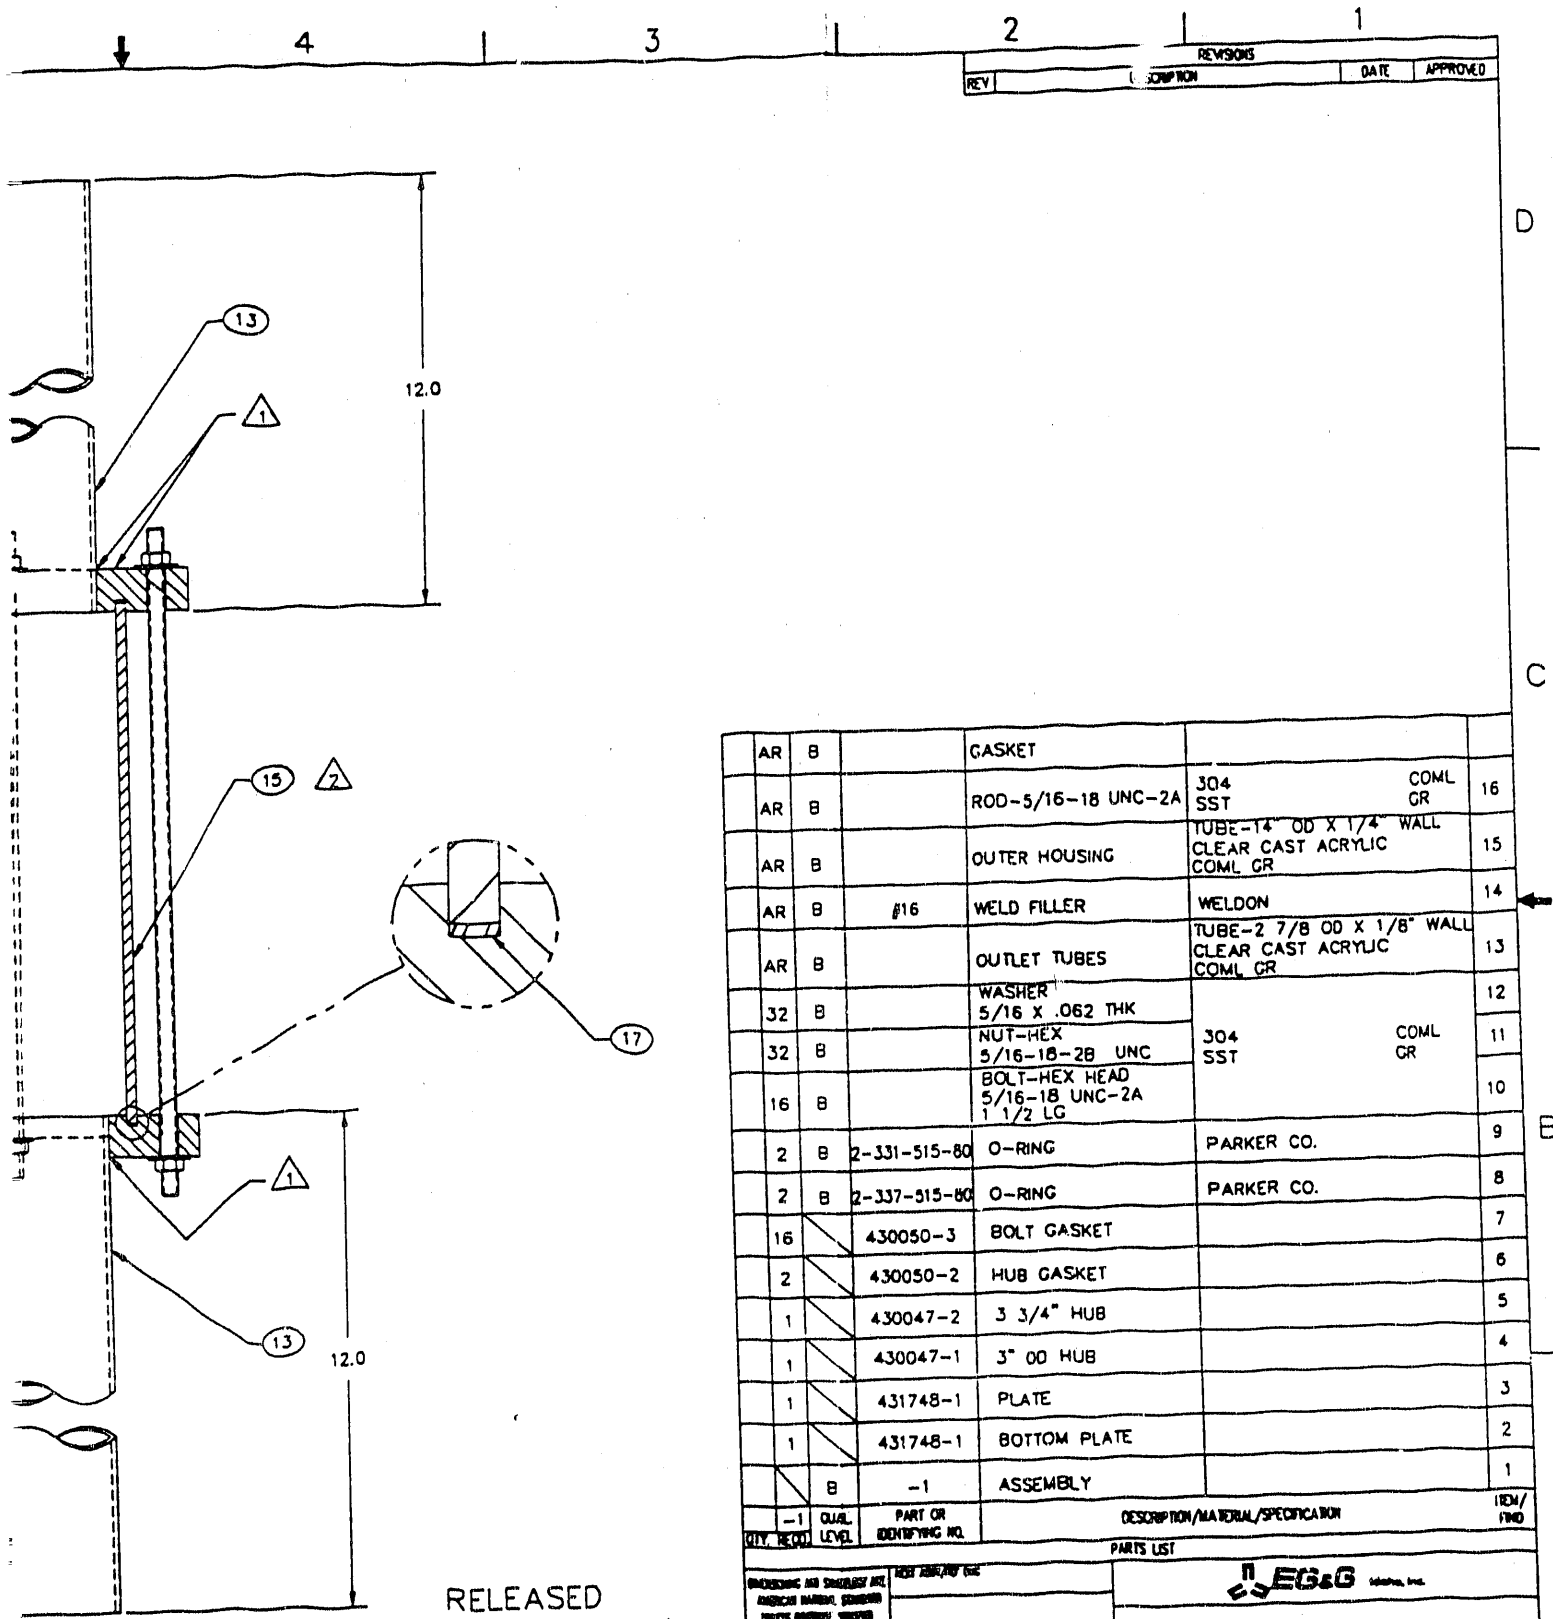 4
3
2
1
REVISIONS
REV
DATE
APPROVED
D
13
12.0
1
C
15
2
17
1
13
12.0
B
AR B GASKET
AR B ROD-5/16-18 UNC-2A 304 SST COML GR 16
AR B OUTER HOUSING TUBE-14" OD X 1/4" WALL CLEAR CAST ACRYLIC COML GR 15
AR B #16 WELD FILLER WELDON 14
AR B OUTLET TUBES TUBE-2 7/8 OD X 1/8" WALL CLEAR CAST ACRYLIC COML GR 13
32 B WASHER 5/16 X .062 THK 12
32 B NUT-HEX 5/16-18-2B UNC 304 SST COML GR 11
16 B BOLT-HEX HEAD 5/16-18 UNC-2A 1 1/2 LG 10
2 B 2-331-515-80 O-RING PARKER CO. 9
2 B 2-337-515-80 O-RING PARKER CO. 8
16 430050-3 BOLT GASKET 7
2 430050-2 HUB GASKET 6
1 430047-2 3 3/4" HUB 5
1 430047-1 3" OD HUB 4
1 431748-1 PLATE 3
1 431748-1 BOTTOM PLATE 2
B -1 ASSEMBLY 1
-1
QTY. REQD.
QUAL LEVEL
PART OR IDENTIFYING NO.
DESCRIPTION/MATERIAL/SPECIFICATION
ITEM/FIND
PARTS LIST
EG&G Idaho, Inc.
RELEASED